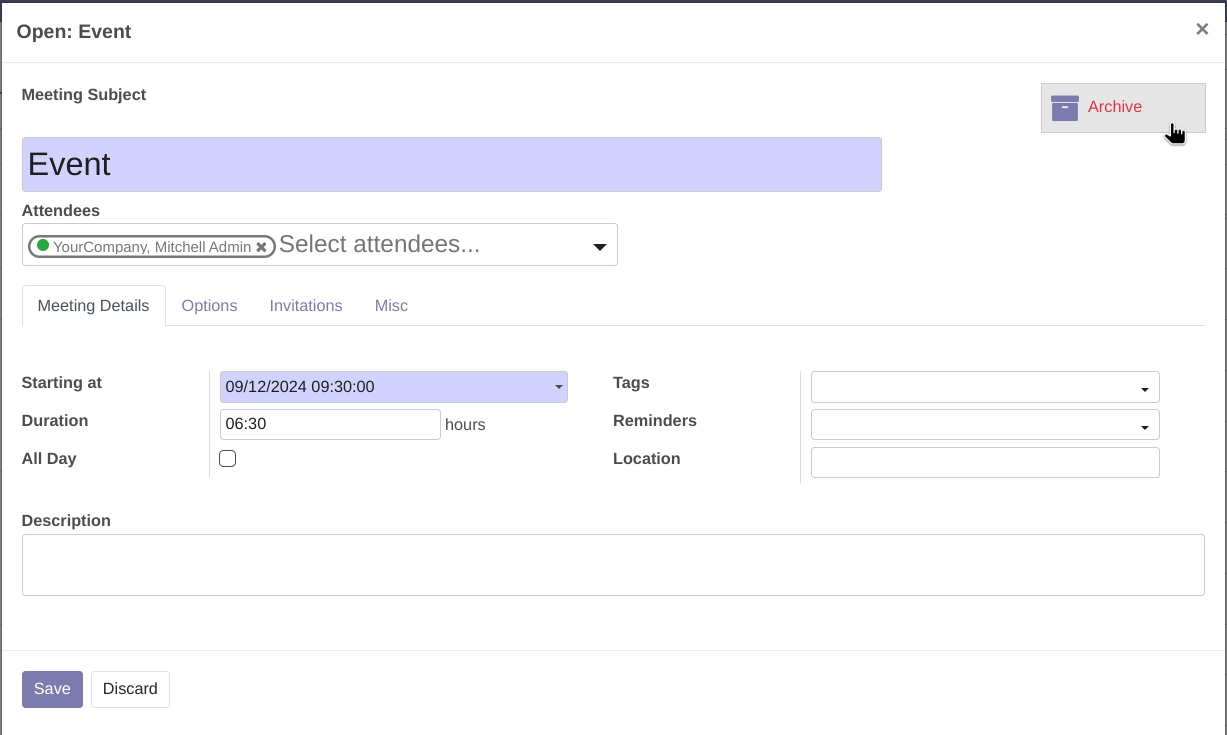 Open: Event
×
Meeting Subject
Archive
Event
Attendees
YourCompany, Mitchell Admin Select attendees...
Meeting Details Options Invitations Misc
Starting at 09/12/2024 09:30:00 Tags
Duration 06:30 hours Reminders
All Day Location
Description
Save Discard